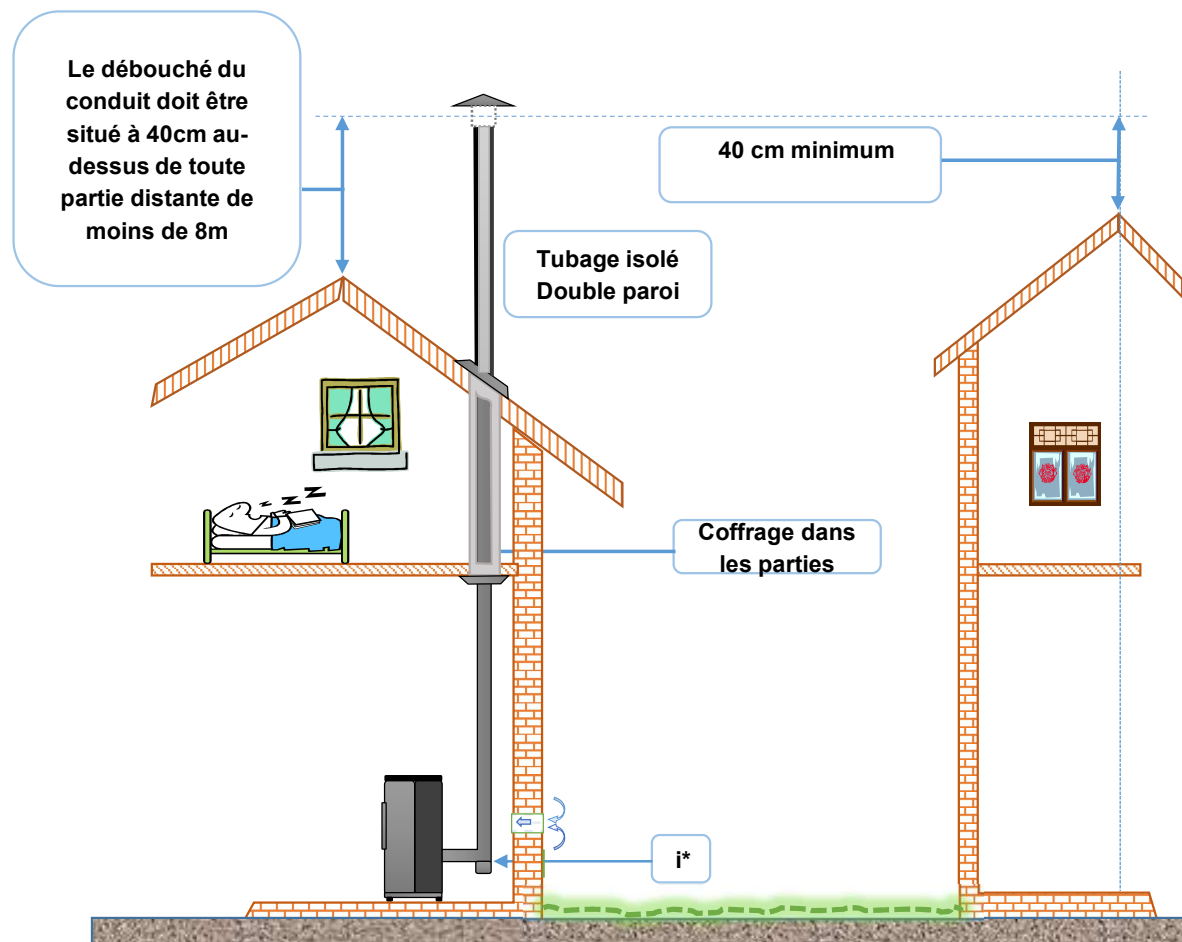 Le débouché du
conduit doit être
situé à 40cm au-
dessus de toute
partie distante de
moins de 8m
40 cm minimum
Tubage isolé
Double paroi
z z Z
Coffrage dans
les parties
i*